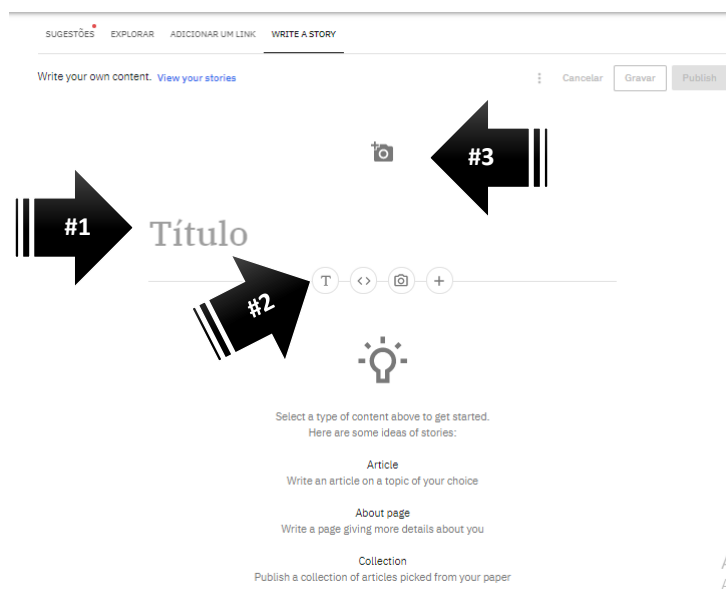 SUGESTÕES EXPLORAR ADICIONAR UM LINK WRITE A STORY
Write your own content. View your stories
Cancelar Gravar Publish
#3
#1
Título
#2
T
Select a type of content above to get started.
Here are some ideas of stories:
Article
Write an article on a topic of your choice
About page
Write a page giving more details about you
Collection
Publish a collection of articles picked from your paper